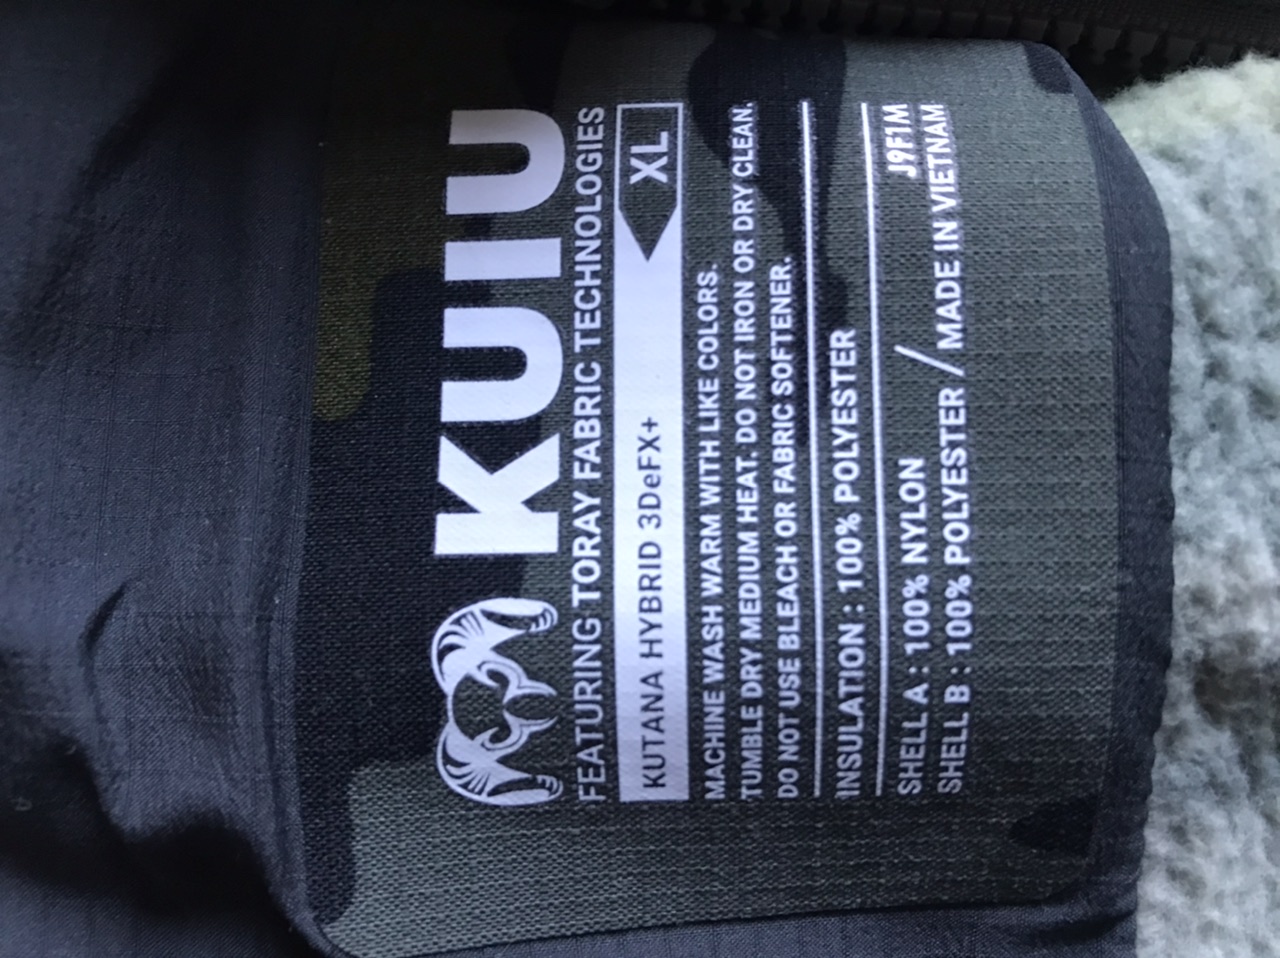 KUIU
FEATURING TORAY FABRIC TECHNOLOGIES
KUTANA HYBRID 3DeFX+ XL
MACHINE WASH WARM WITH LIKE COLORS.
TUMBLE DRY MEDIUM HEAT. DO NOT IRON OR DRY CLEAN.
DO NOT USE BLEACH OR FABRIC SOFTENER.
INSULATION : 100% POLYESTER
SHELL A : 100% NYLON J9F1M
SHELL B : 100% POLYESTER / MADE IN VIETNAM